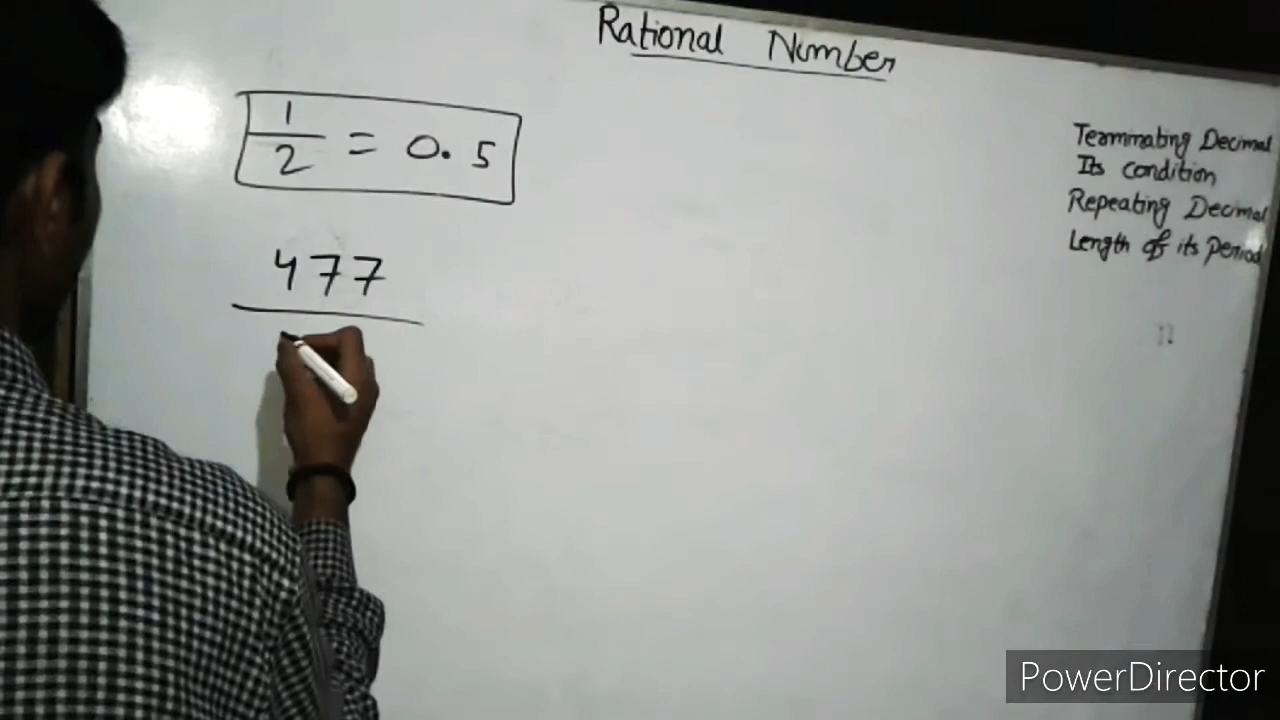 Rational Number
1
2
= 0.5
477
Terminating Decimal
Its condition
Repeating Decimal
Length of its Period
PowerDirector